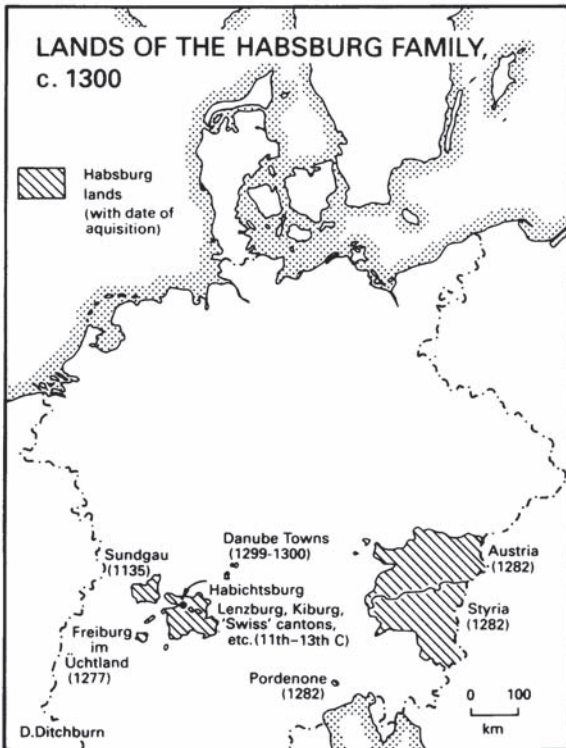 LANDS OF THE HABSBURG FAMILY,
c. 1300
Habsburg
lands
(with date of
aquisition)
Danube Towns
(1299-1300)
Sundgau
(1135)
Austria
(1282)
Habichtsburg
Lenzburg, Kiburg,
'Swiss' cantons,
etc. (11th–13th C)
Styria
(1282)
Freiburg
im
Üchtland
(1277)
Pordenone
(1282)
0 100
km
D.Ditchburn